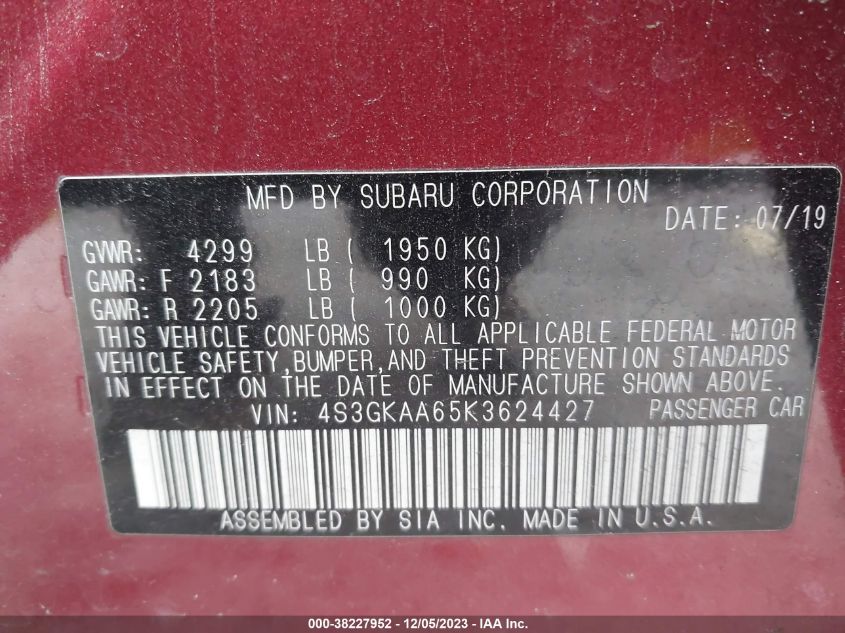 MFD BY SUBARU CORPORATION
DATE: 07/19
GVWR: 4299 LB ( 1950 KG)
GAWR: F 2183 LB ( 990 KG)
GAWR: R 2205 LB ( 1000 KG)
THIS VEHICLE CONFORMS TO ALL APPLICABLE FEDERAL MOTOR
VEHICLE SAFETY,BUMPER,AND THEFT PREVENTION STANDARDS
IN EFFECT ON THE DATE OF MANUFACTURE SHOWN ABOVE.
VIN: 4S3GKAA65K3624427 PASSENGER CAR
ASSEMBLED BY SIA INC. MADE IN U.S.A.
000-38227952 - 12/05/2023 - IAA Inc.